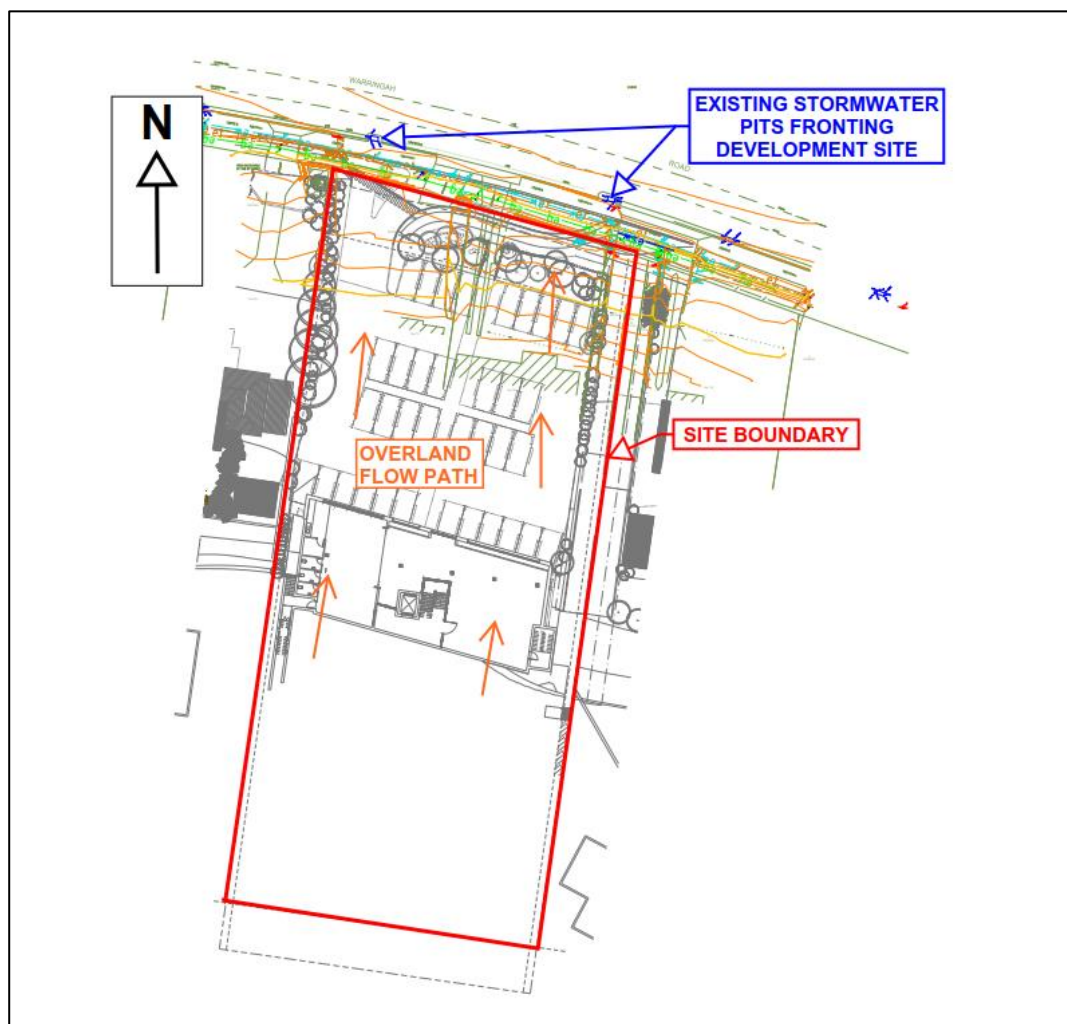 WARRINGAH
N
EXISTING STORMWATER
PITS FRONTING
DEVELOPMENT SITE
ROAD
SITE BOUNDARY
OVERLAND
FLOW PATH